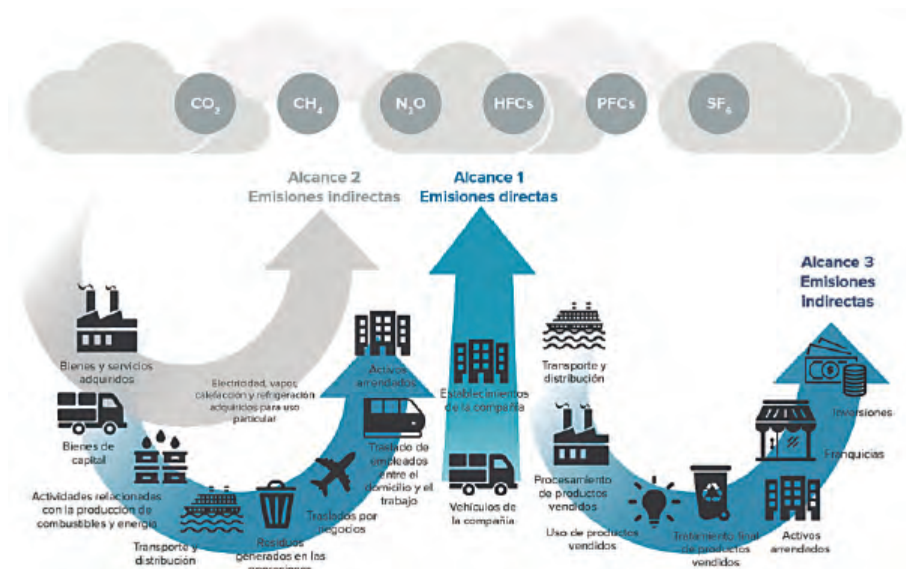 CO₂
CH₄
N₂O
HFCs
PFCs
SF₆
Alcance 2
Emisiones indirectas
Alcance 1
Emisiones directas
Alcance 3
Emisiones
Indirectas
Bienes y servicios
adquiridos
Bienes de
capital
Actividades relacionadas
con la producción de
combustibles y energía
Transporte y
distribución
Residuos
generados en las
Traslados por
negocios
Traslado de
empleados
entre el
domicilio y el
trabajo
Activos
arrendados
Electricidad, vapor,
calefacción y refrigeración
adquiridos para uso
particular
Establecimientos
de la compañía
Vehículos de
la compañía
Transporte y
distribución
Procesamiento
de productos
vendidos
Uso de productos
vendidos
Tratamiento final
de productos
vendidos
Activos
arrendados
Franquicias
Inversiones